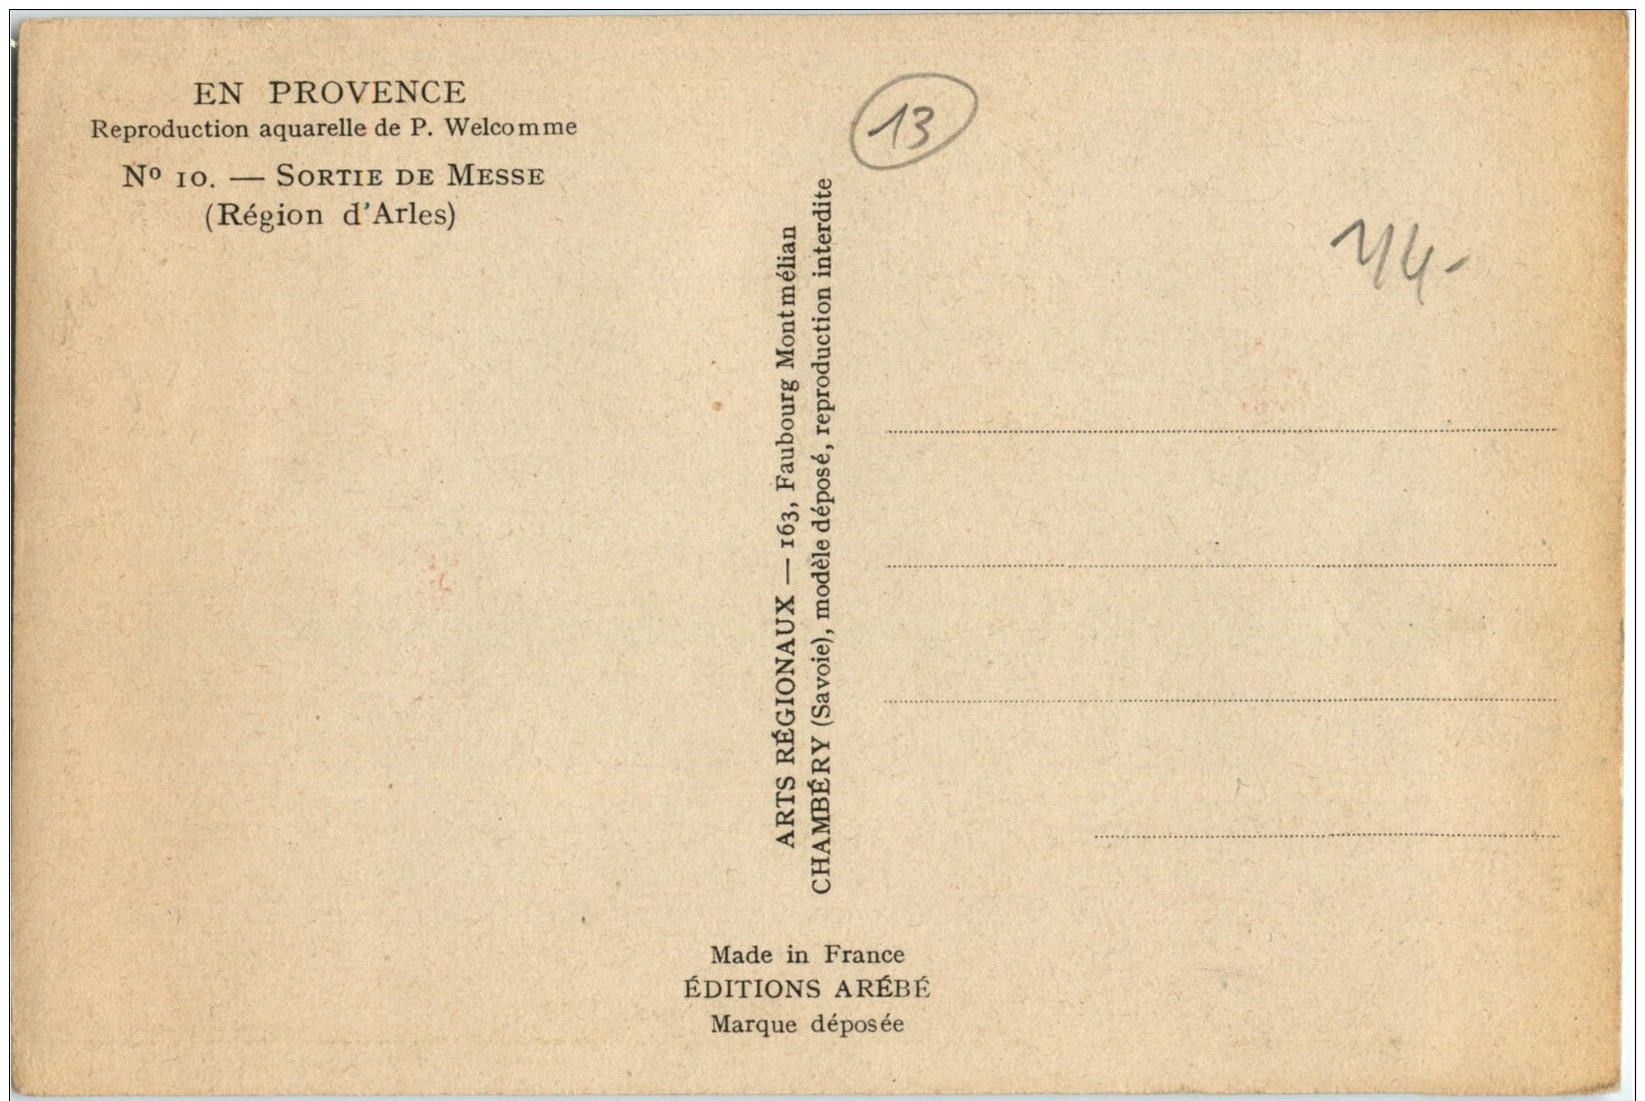 EN PROVENCE
Reproduction aquarelle de P. Welcomme
Nº 10. — SORTIE DE MESSE
(Région d'Arles)
ARTS RÉGIONAUX — 163, Faubourg Montmélian
CHAMBÉRY (Savoie), modèle déposé, reproduction interdite
13
Made in France
ÉDITIONS ARÉBÉ
Marque déposée